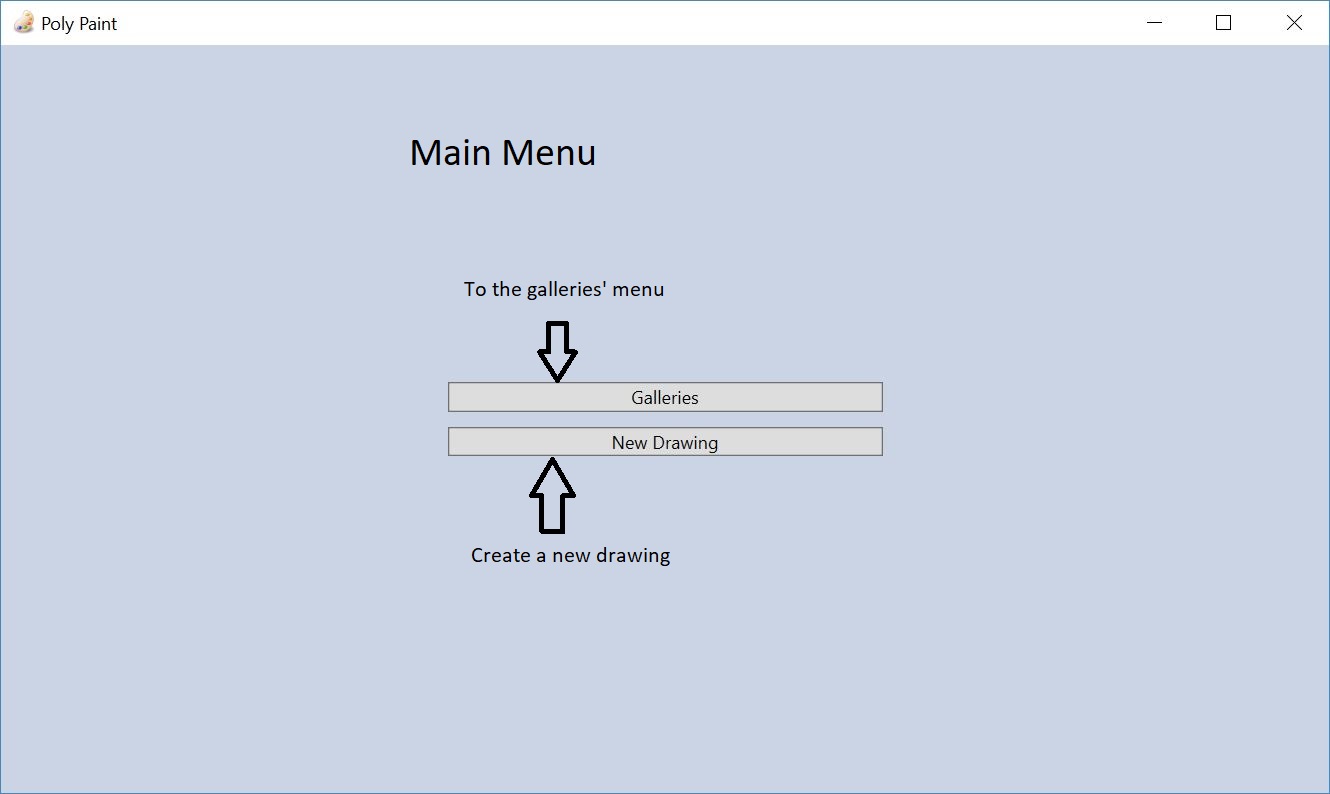 Poly Paint
Main Menu
To the galleries' menu
Galleries
New Drawing
Create a new drawing